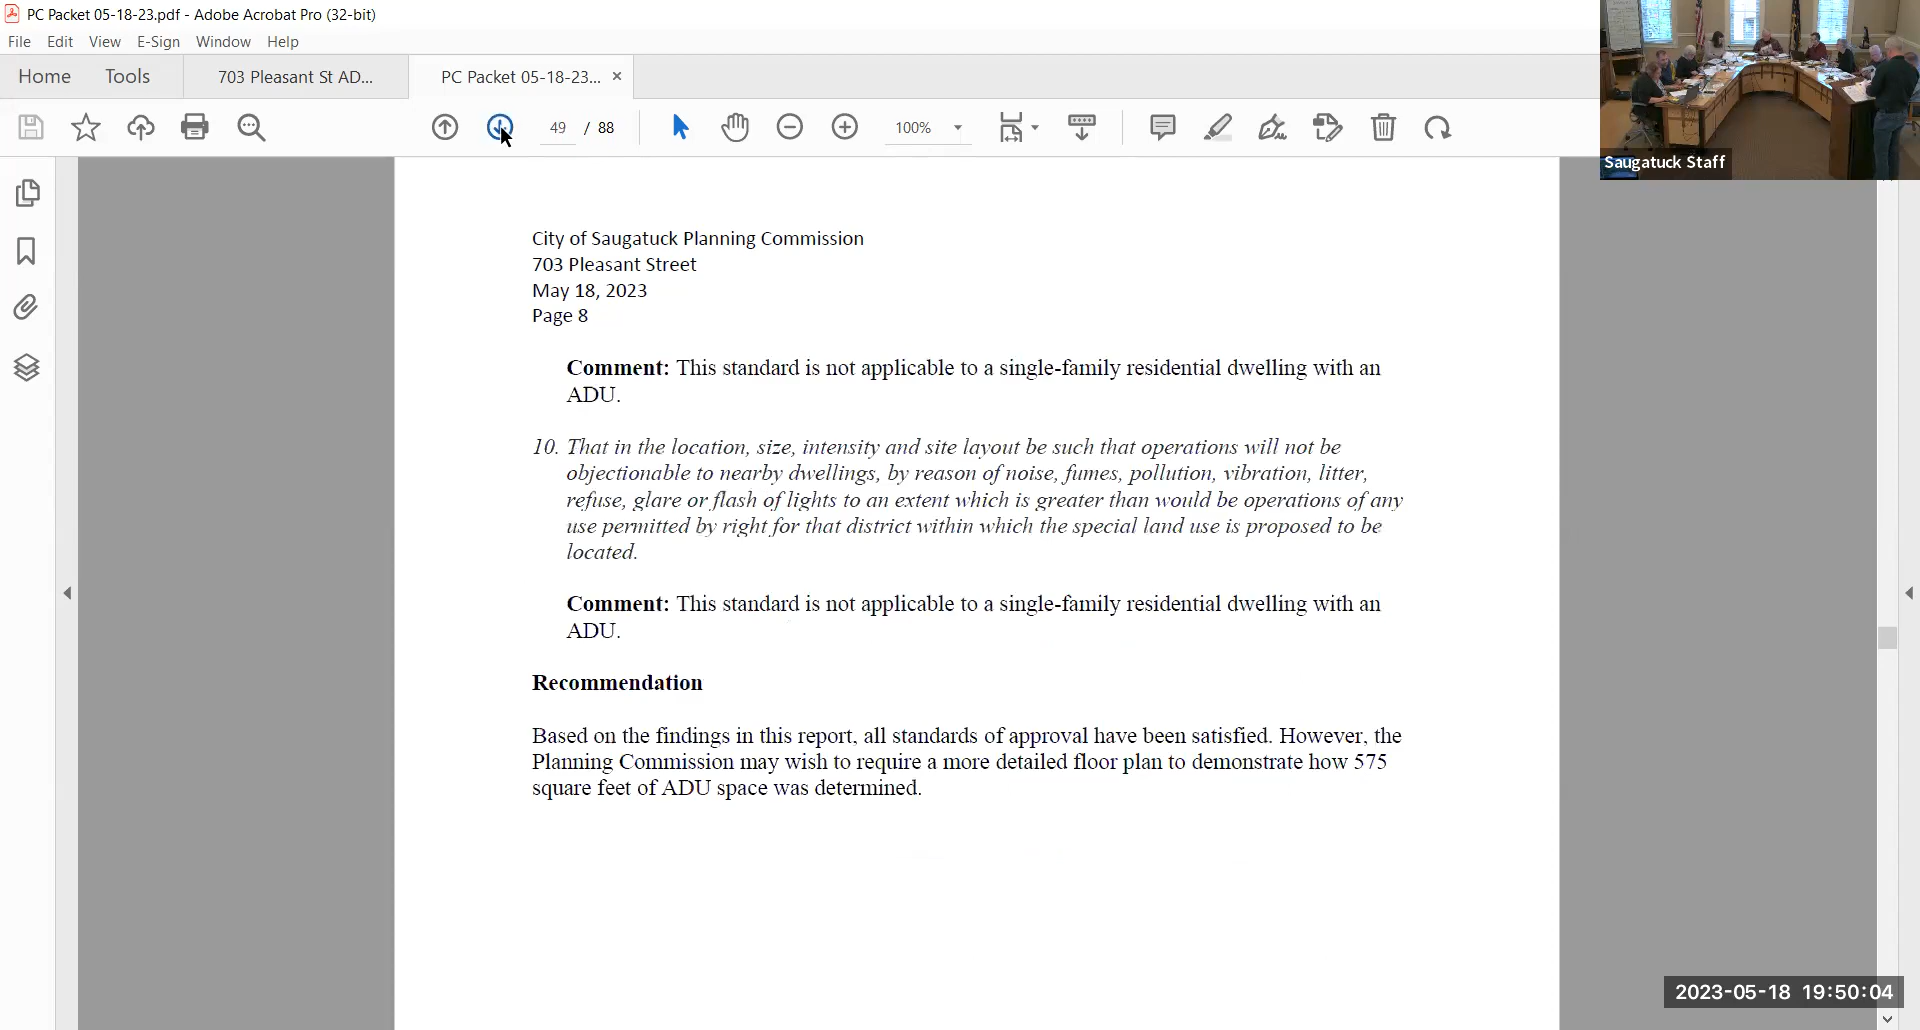 PC Packet 05-18-23.pdf - Adobe Acrobat Pro (32-bit)
File Edit View E-Sign Window Help
Home Tools 703 Pleasant St AD... PC Packet 05-18-23... ×
49 / 88 100%
Saugatuck Staff
City of Saugatuck Planning Commission
703 Pleasant Street
May 18, 2023
Page 8
Comment: This standard is not applicable to a single-family residential dwelling with an
ADU.
10. That in the location, size, intensity and site layout be such that operations will not be
objectionable to nearby dwellings, by reason of noise, fumes, pollution, vibration, litter,
refuse, glare or flash of lights to an extent which is greater than would be operations of any
use permitted by right for that district within which the special land use is proposed to be
located.
Comment: This standard is not applicable to a single-family residential dwelling with an
ADU.
Recommendation
Based on the findings in this report, all standards of approval have been satisfied. However, the
Planning Commission may wish to require a more detailed floor plan to demonstrate how 575
square feet of ADU space was determined.
2023-05-18 19:50:04